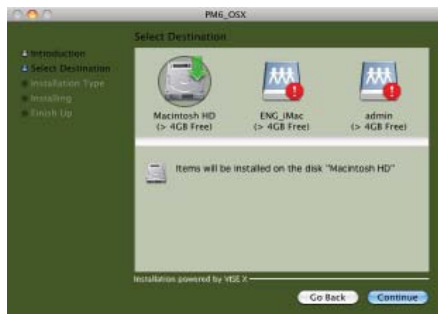 PM6_OSX
Select Destination
Introduction
Select Destination
Installation Type
Installing
Finish Up
Macintosh HD
(> 4GB Free)
ENG_iMac
(> 4GB Free)
admin
(> 4GB Free)
Items will be installed on the disk "Macintosh HD"
Installation powered by VISE X
Go Back
Continue